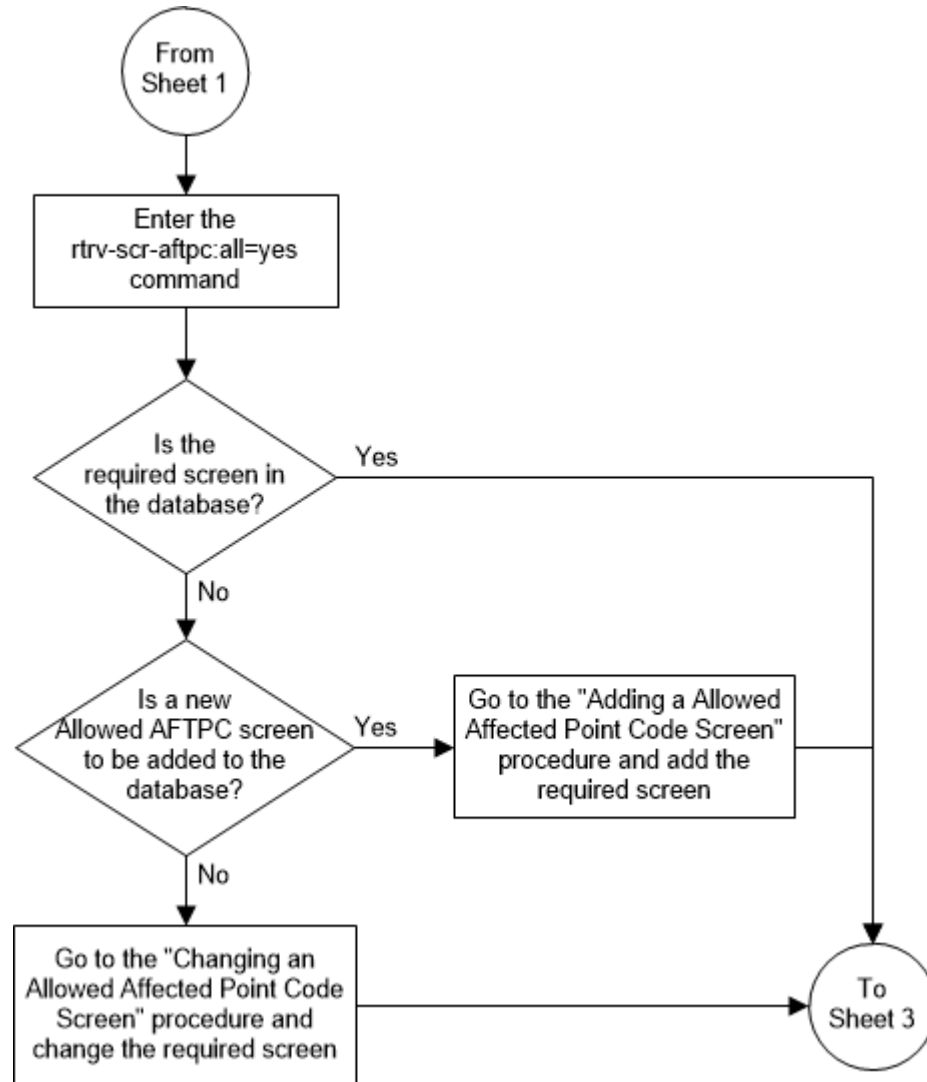 From
Sheet 1
Enter the
rtrv-scr-aftpc:all=yes
command
Is the
required screen in
the database?
Yes
No
Is a new
Allowed AFTPC screen
to be added to the
database?
Yes
Go to the "Adding a Allowed
Affected Point Code Screen"
procedure and add the
required screen
No
Go to the "Changing an
Allowed Affected Point Code
Screen" procedure and
change the required screen
To
Sheet 3